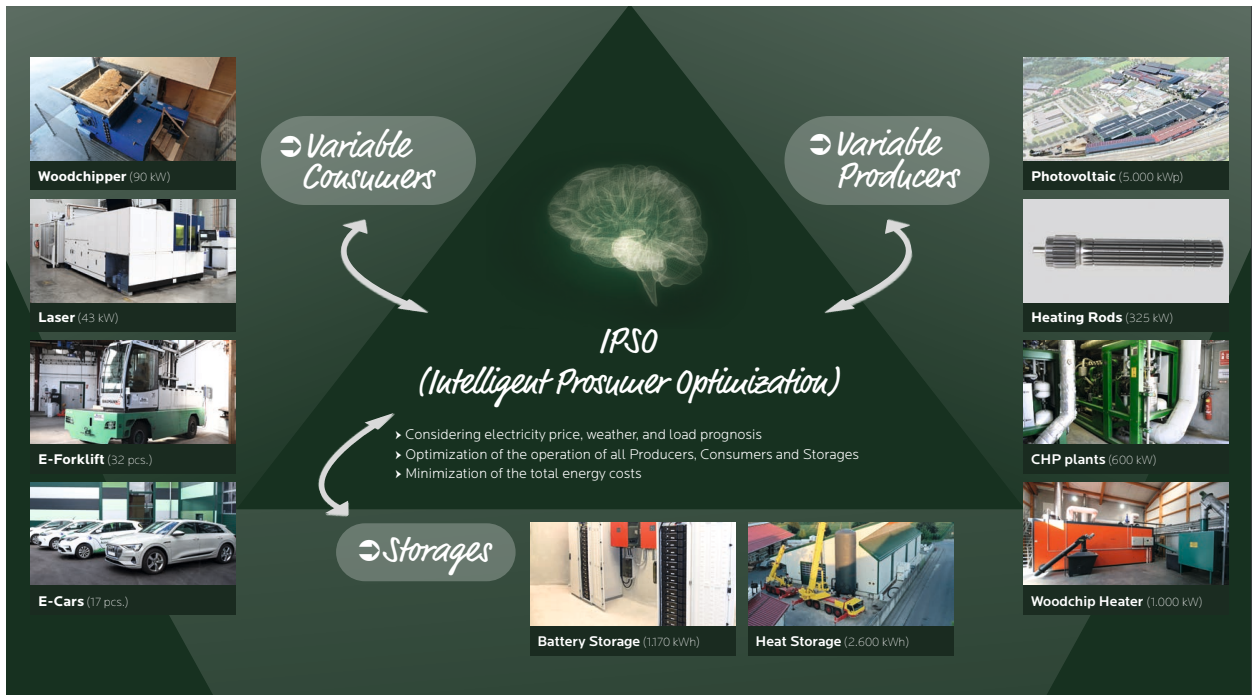 Variable
Consumers
Variable
Producers
Woodchipper (90 kW)
Laser (43 kW)
E-Forklift (32 pcs.)
E-Cars (17 pcs.)
IPSO
(Intelligent Prosumer Optimization)
Considering electricity price, weather, and load prognosis
Optimization of the operation of all Producers, Consumers and Storages
Minimization of the total energy costs
Storages
Battery Storage (1.170 kWh)
Heat Storage (2.600 kWh)
Photovoltaic (5.000 kWp)
Heating Rods (325 kW)
CHP plants (600 kW)
Woodchip Heater (1.000 kW)